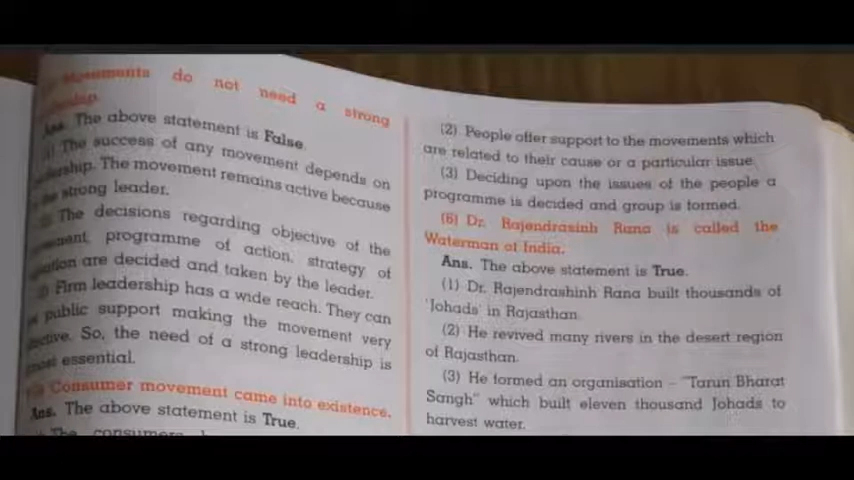 Movements do not need a strong
Ans. The above statement is False.
The success of any movement depends on
The movement remains active because
strong leader.
The decisions regarding objective of the
programme of action, strategy of
are decided and taken by the leader.
Firm leadership has a wide reach. They can
public support making the movement very
So, the need of a strong leadership is
most essential.
Consumer movement came into existence.
Ans. The above statement is True.
The consumers
(2) People offer support to the movements which
are related to their cause or a particular issue.
(3) Deciding upon the issues of the people a
programme is decided and group is formed.
(6) Dr. Rajendrasinh Rana is called the
Waterman of India.
Ans. The above statement is True.
(1) Dr. Rajendrashinh Rana built thousands of
'Johads' in Rajasthan.
(2) He revived many rivers in the desert region
of Rajasthan.
(3) He formed an organisation – "Tarun Bharat
Sangh" which built eleven thousand Johads to
harvest water.